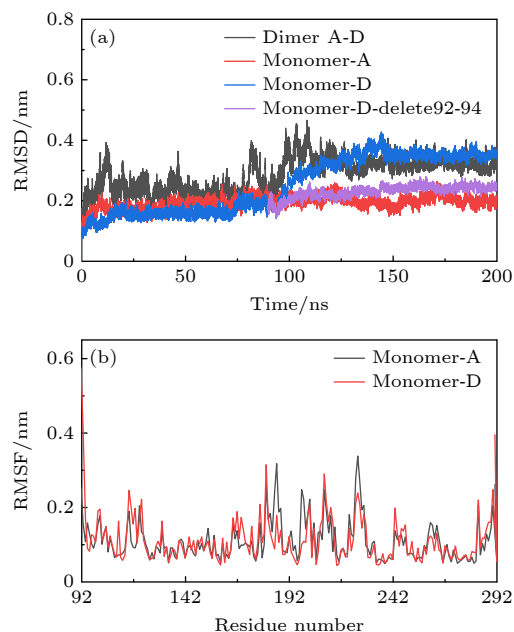 0.8
(a)
Dimer A-D
Monomer-A
0.6
Monomer-D
Monomer-D-delete92-94
RMSD/nm
0.4
0.2
0
0 50 100 150 200
Time/ns
(b)
Monomer-A
0.6
Monomer-D
RMSF/nm
0.4
0.2
0
92 142 192 242 292
Residue number